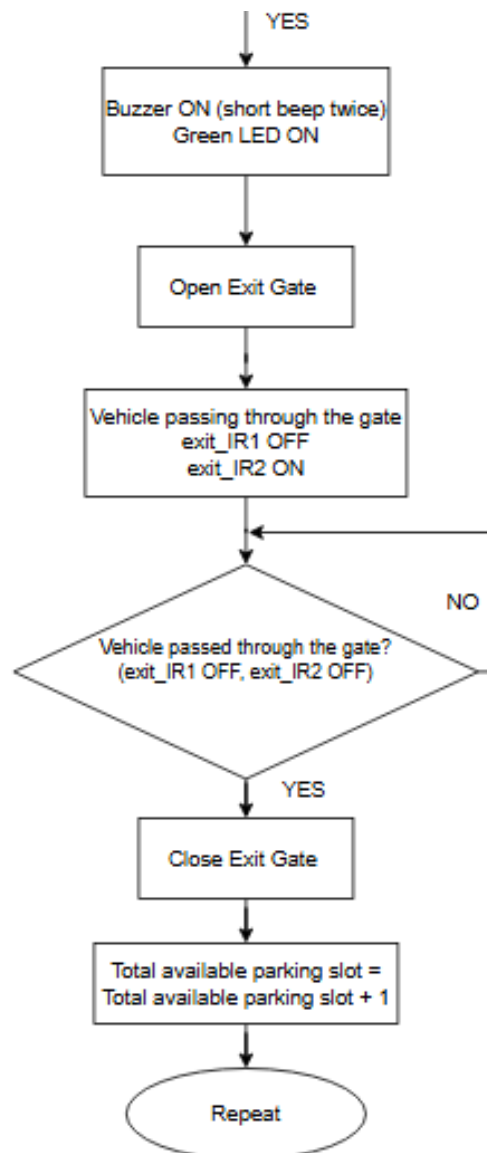 YES
Buzzer ON (short beep twice)
Green LED ON
Open Exit Gate
Vehicle passing through the gate
exit_IR1 OFF
exit_IR2 ON
NO
Vehicle passed through the gate?
(exit_IR1 OFF, exit_IR2 OFF)
YES
Close Exit Gate
Total available parking slot =
Total available parking slot + 1
Repeat